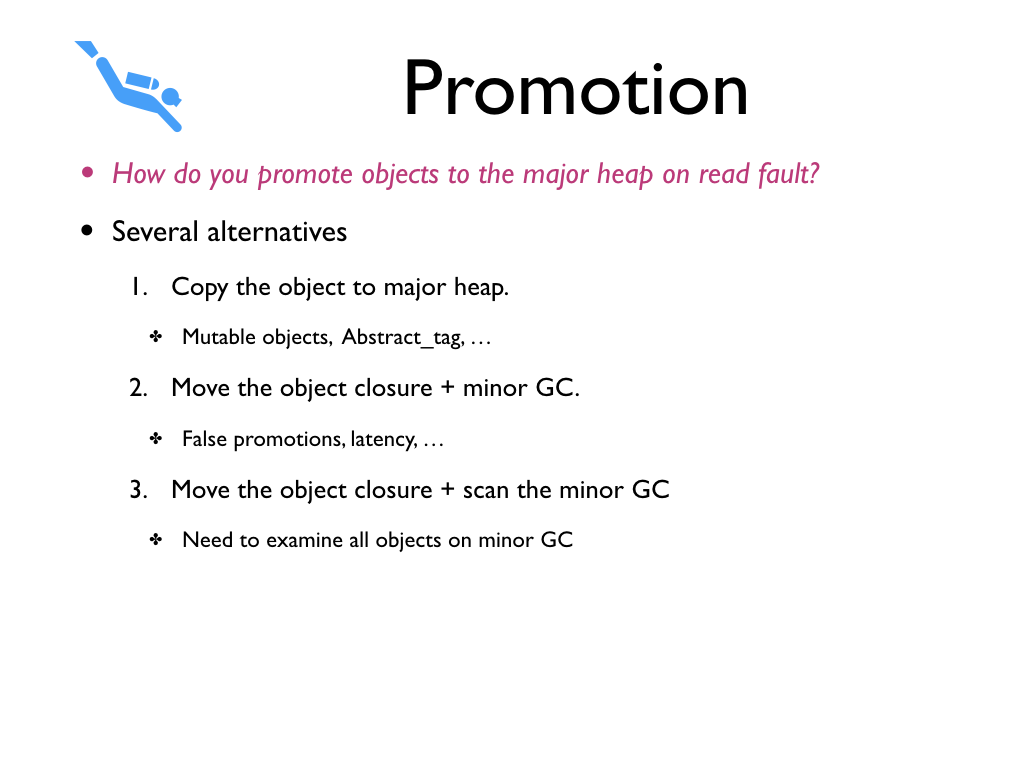 Promotion
• How do you promote objects to the major heap on read fault?
• Several alternatives
1. Copy the object to major heap.
✤ Mutable objects, Abstract_tag, …
2. Move the object closure + minor GC.
✤ False promotions, latency, …
3. Move the object closure + scan the minor GC
✤ Need to examine all objects on minor GC